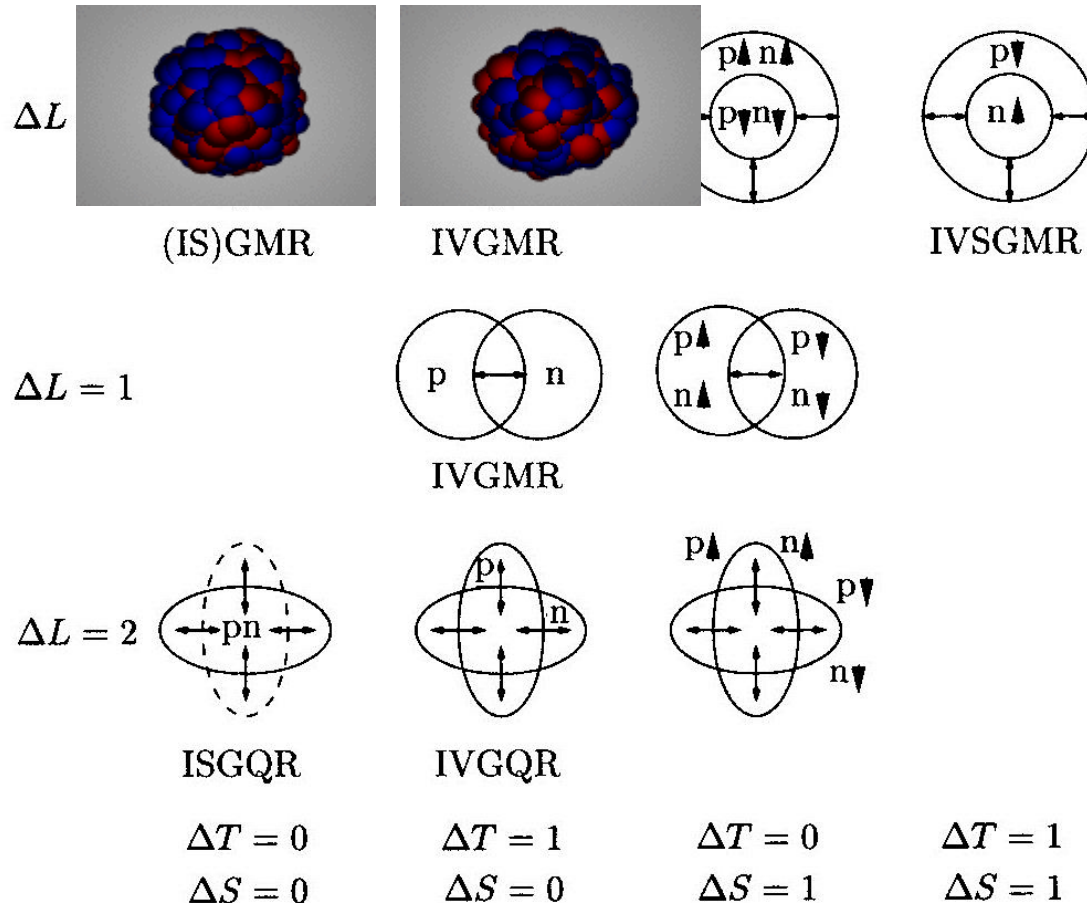 p n
p n
ΔL
p
n
(IS)GMR IVGMR IVSGMR
p n
p p
n n
ΔL = 1
IVGMR
p n
p
p
n
ΔL = 2
pn
n
ISGQR IVGQR
ΔT = 0 ΔT = 1 ΔT = 0 ΔT = 1
ΔS = 0 ΔS = 0 ΔS = 1 ΔS = 1